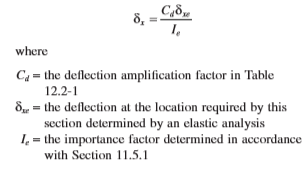 δₓ = C_dδₓₑ / Iₑ
where
C_d = the deflection amplification factor in Table
12.2-1
δₓₑ = the deflection at the location required by this
section determined by an elastic analysis
Iₑ = the importance factor determined in accordance
with Section 11.5.1